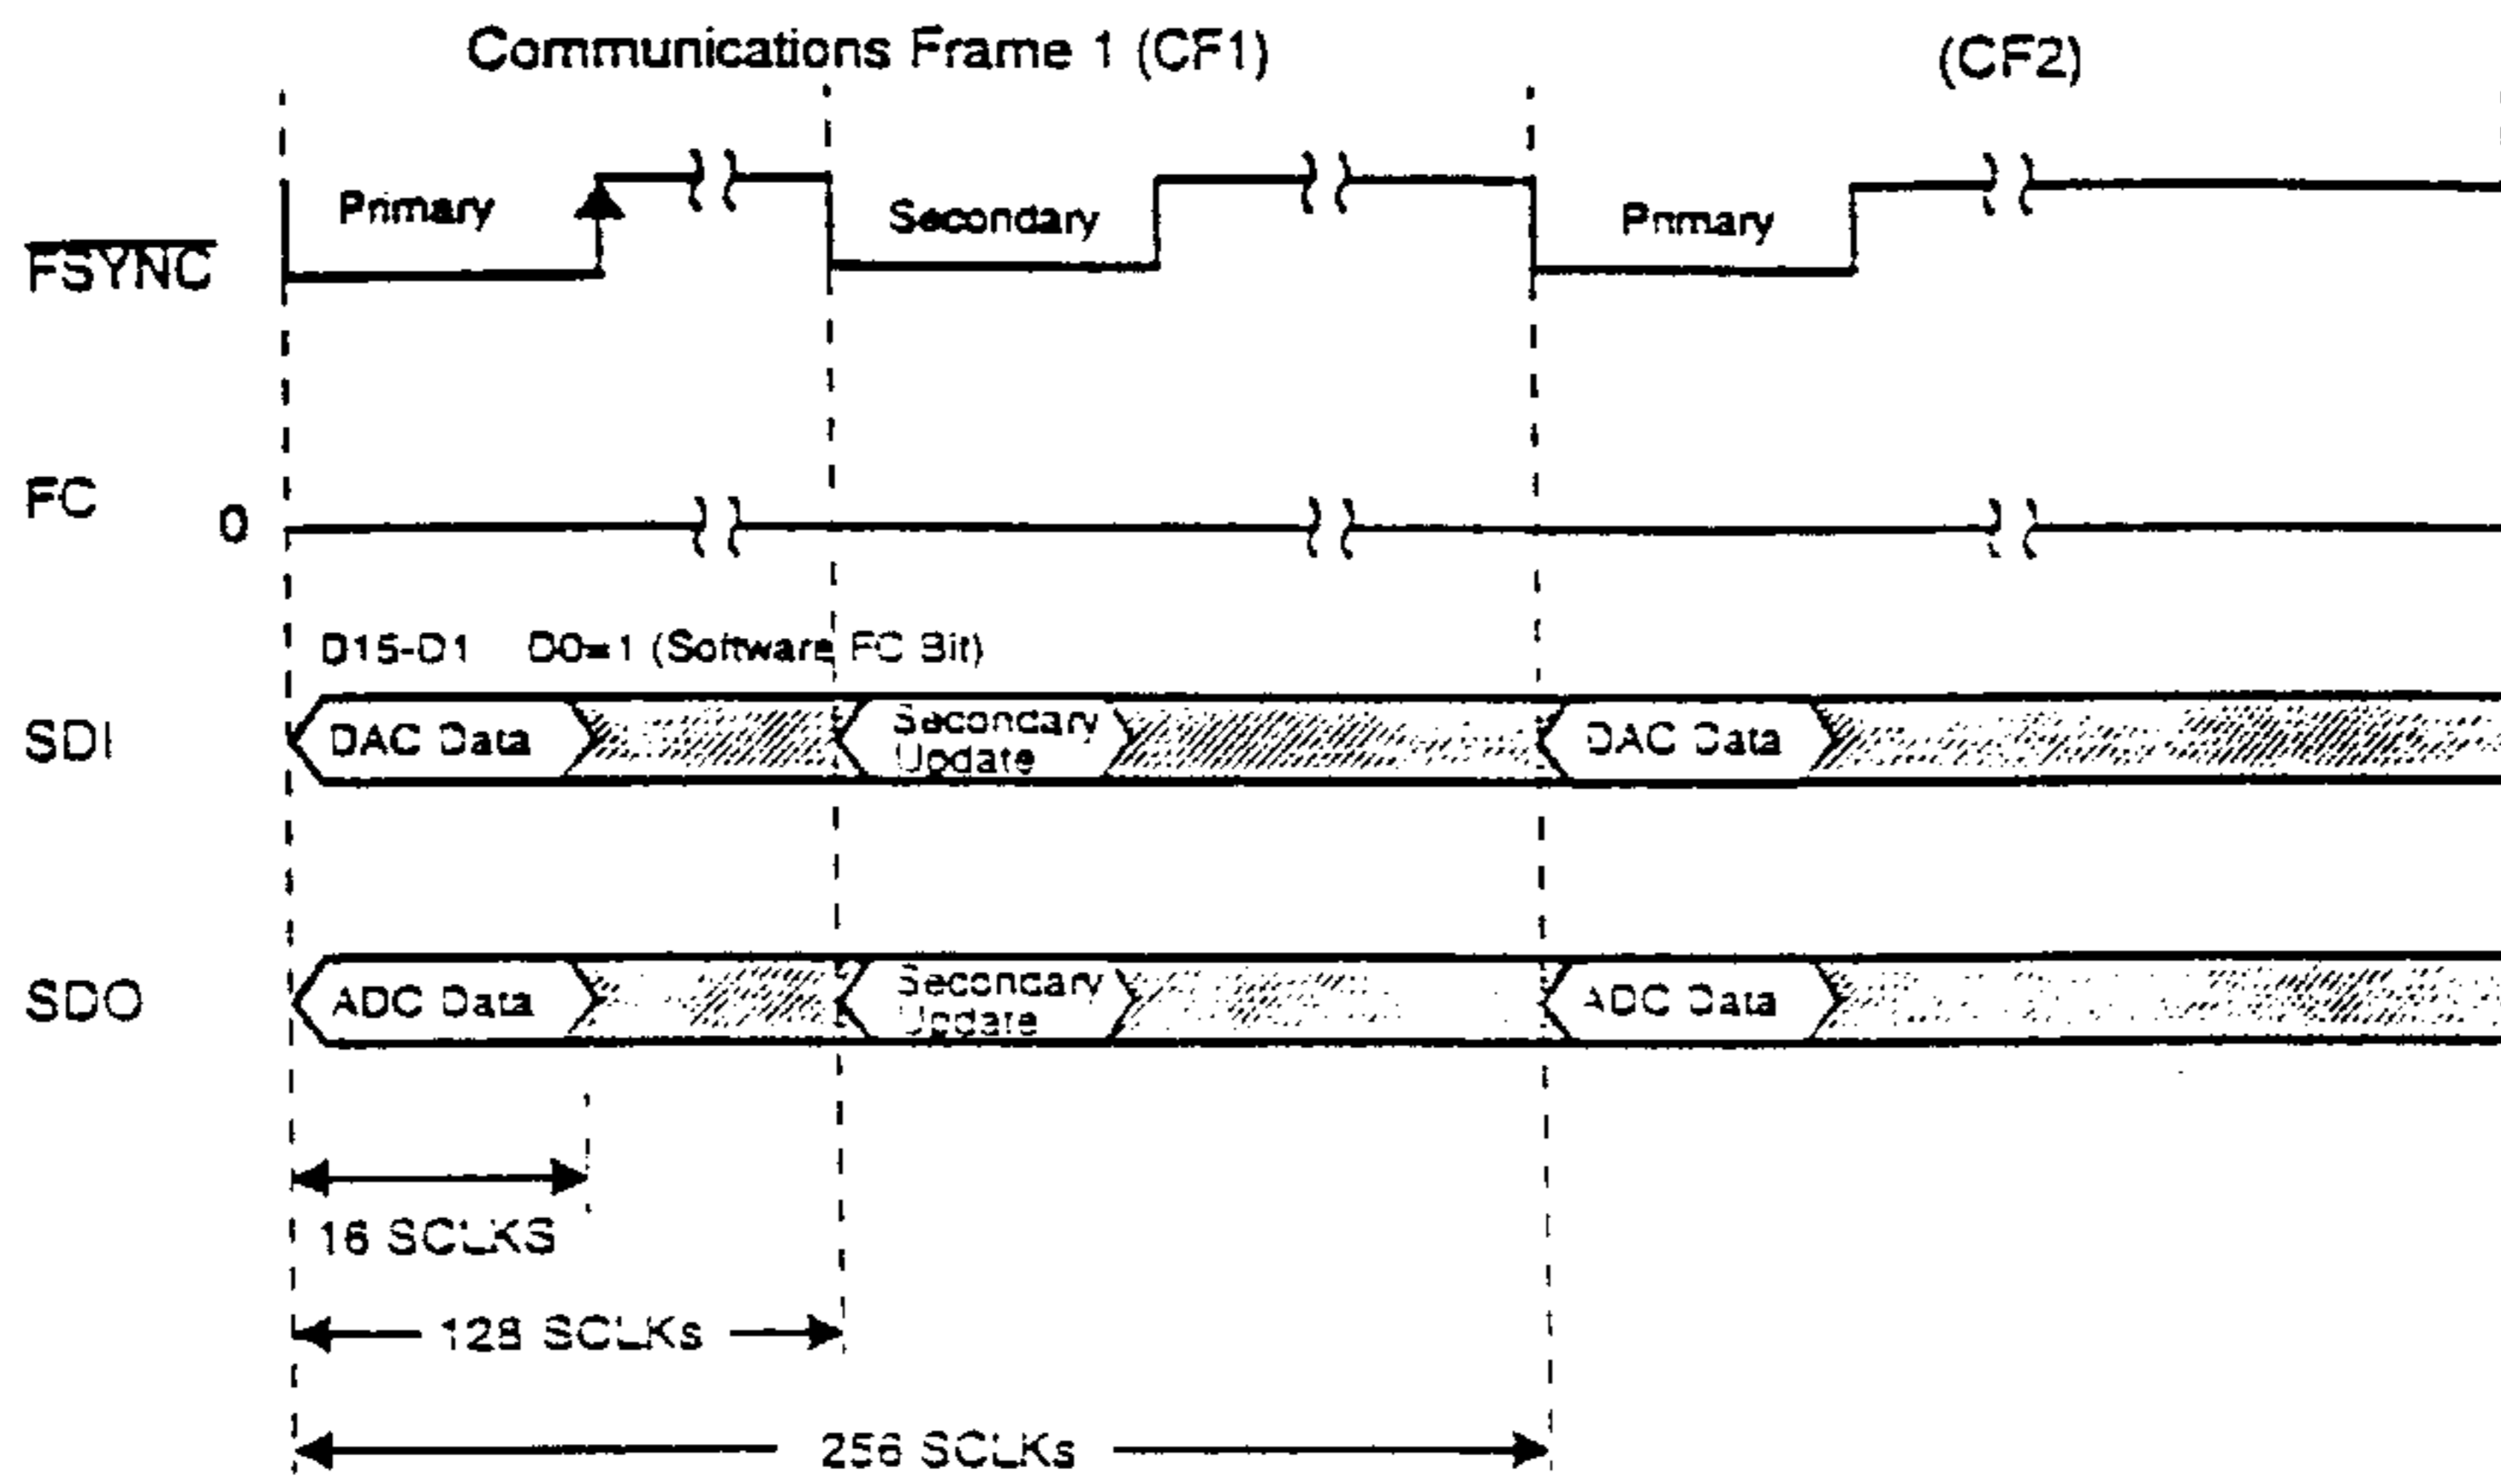 Communications Frame 1 (CF1) (CF2)
Primary Secondary Primary
FSYNC
FC 0
D15-D1 D0=1 (Software FC Bit)
SDI DAC Data Secondary Update DAC Data
SDO ADC Data Secondary Update ADC Data
16 SCLKS
128 SCLKs
256 SCLKs